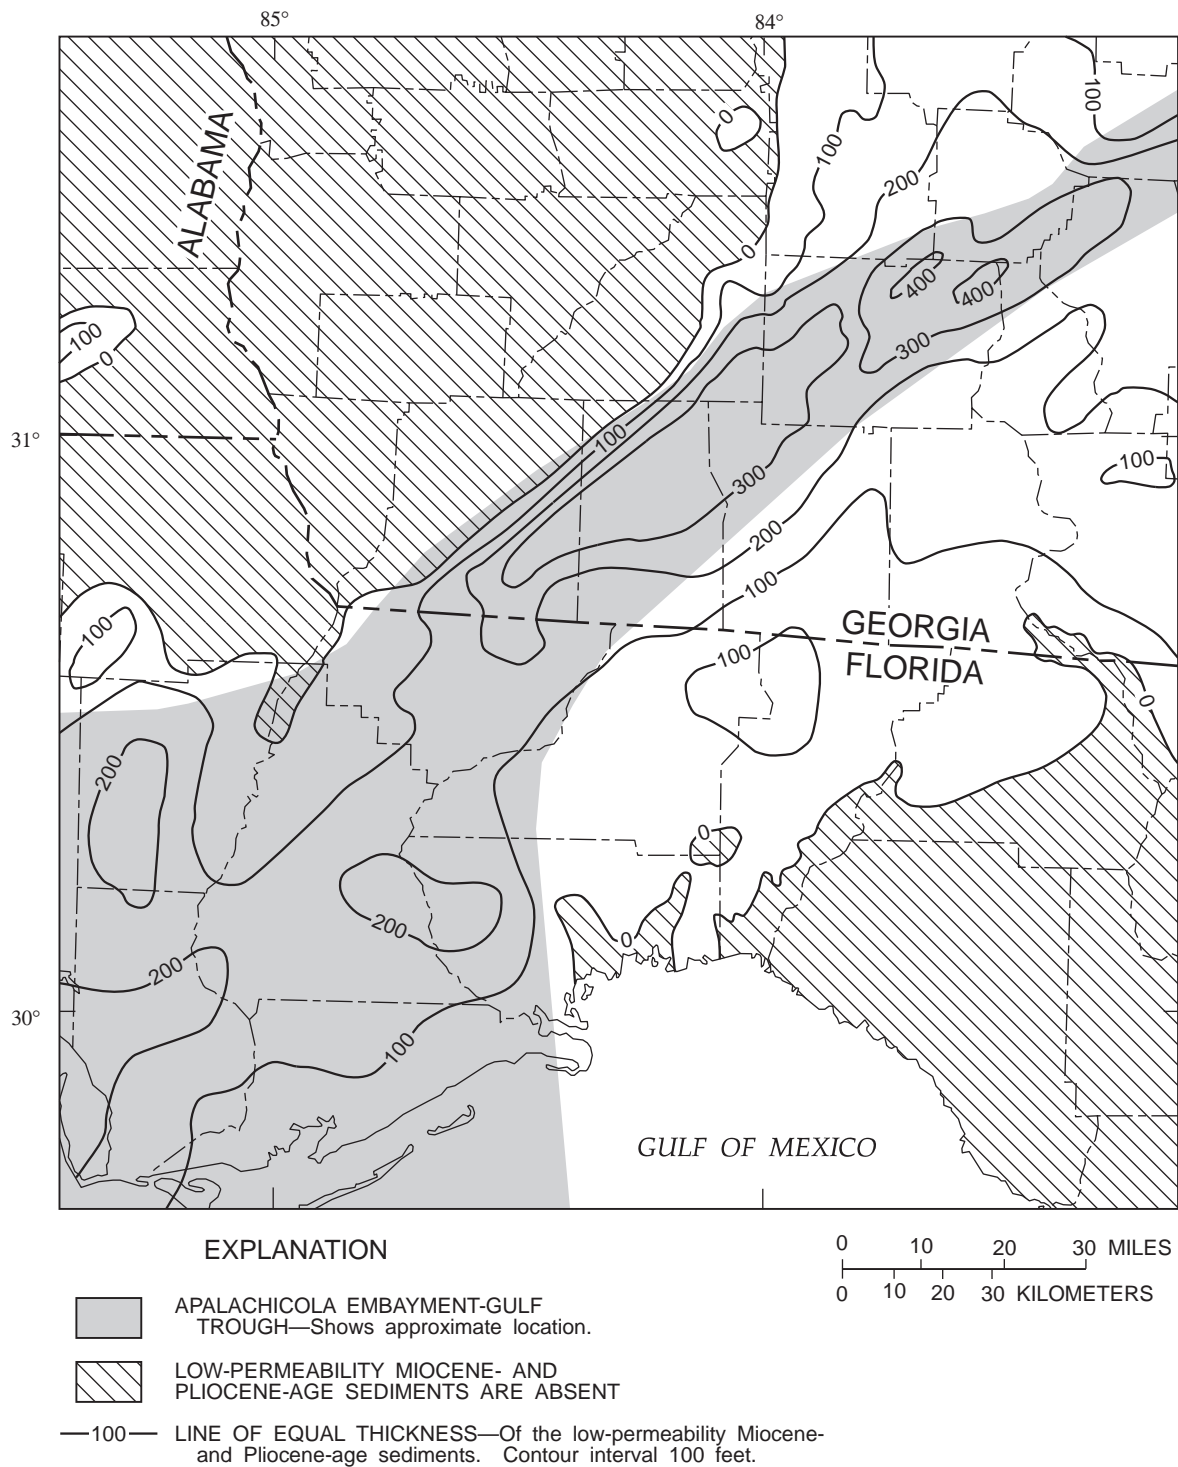 85°
84°
100
0
100
ALABAMA
200
0
400
400
100
0
300
31°
100
100
300
200
100
100
GEORGIA
FLORIDA
100
0
200
0
200
0
200
30°
100
GULF OF MEXICO
EXPLANATION
0 10 20 30 MILES
0 10 20 30 KILOMETERS
APALACHICOLA EMBAYMENT-GULF
TROUGH—Shows approximate location.
LOW-PERMEABILITY MIOCENE- AND
PLIOCENE-AGE SEDIMENTS ARE ABSENT
—100— LINE OF EQUAL THICKNESS—Of the low-permeability Miocene-
and Pliocene-age sediments. Contour interval 100 feet.